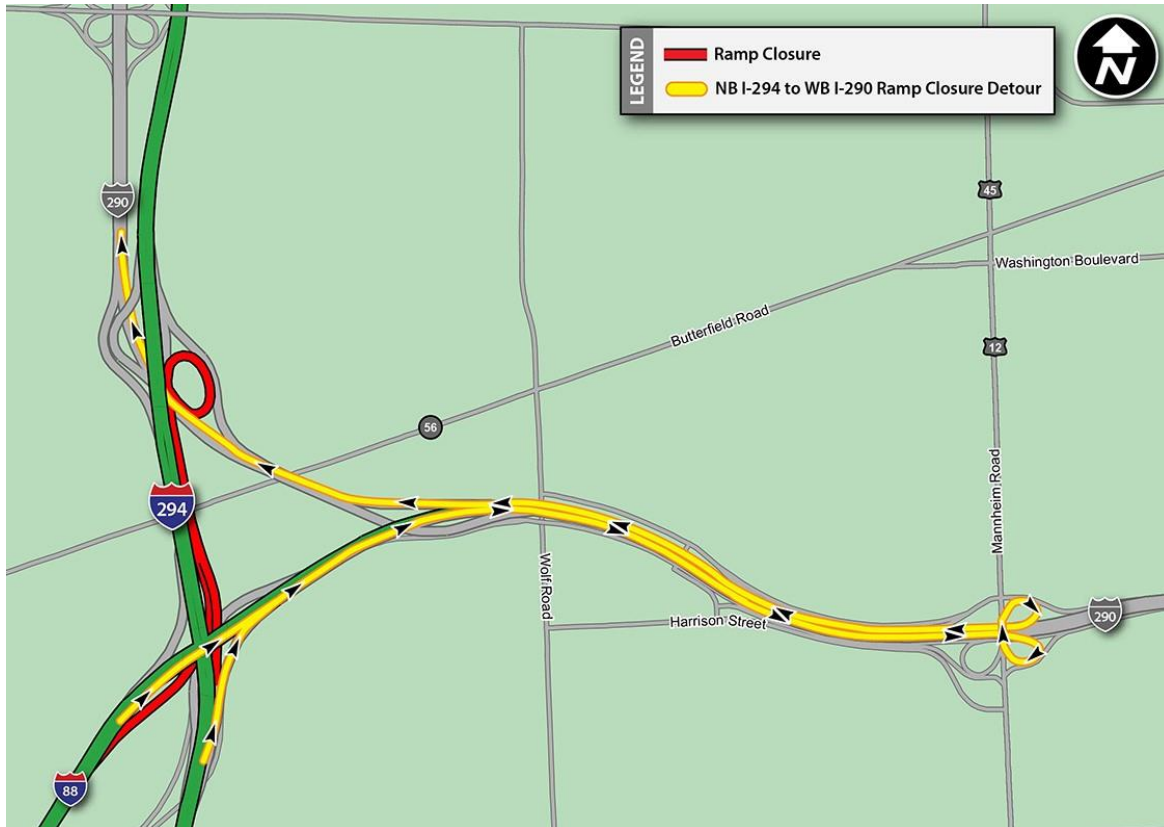 LEGEND
Ramp Closure
NB I-294 to WB I-290 Ramp Closure Detour
N
290
45
Washington Boulevard
Butterfield Road
12
56
294
Mannheim Road
Wolf Road
Harrison Street
290
88